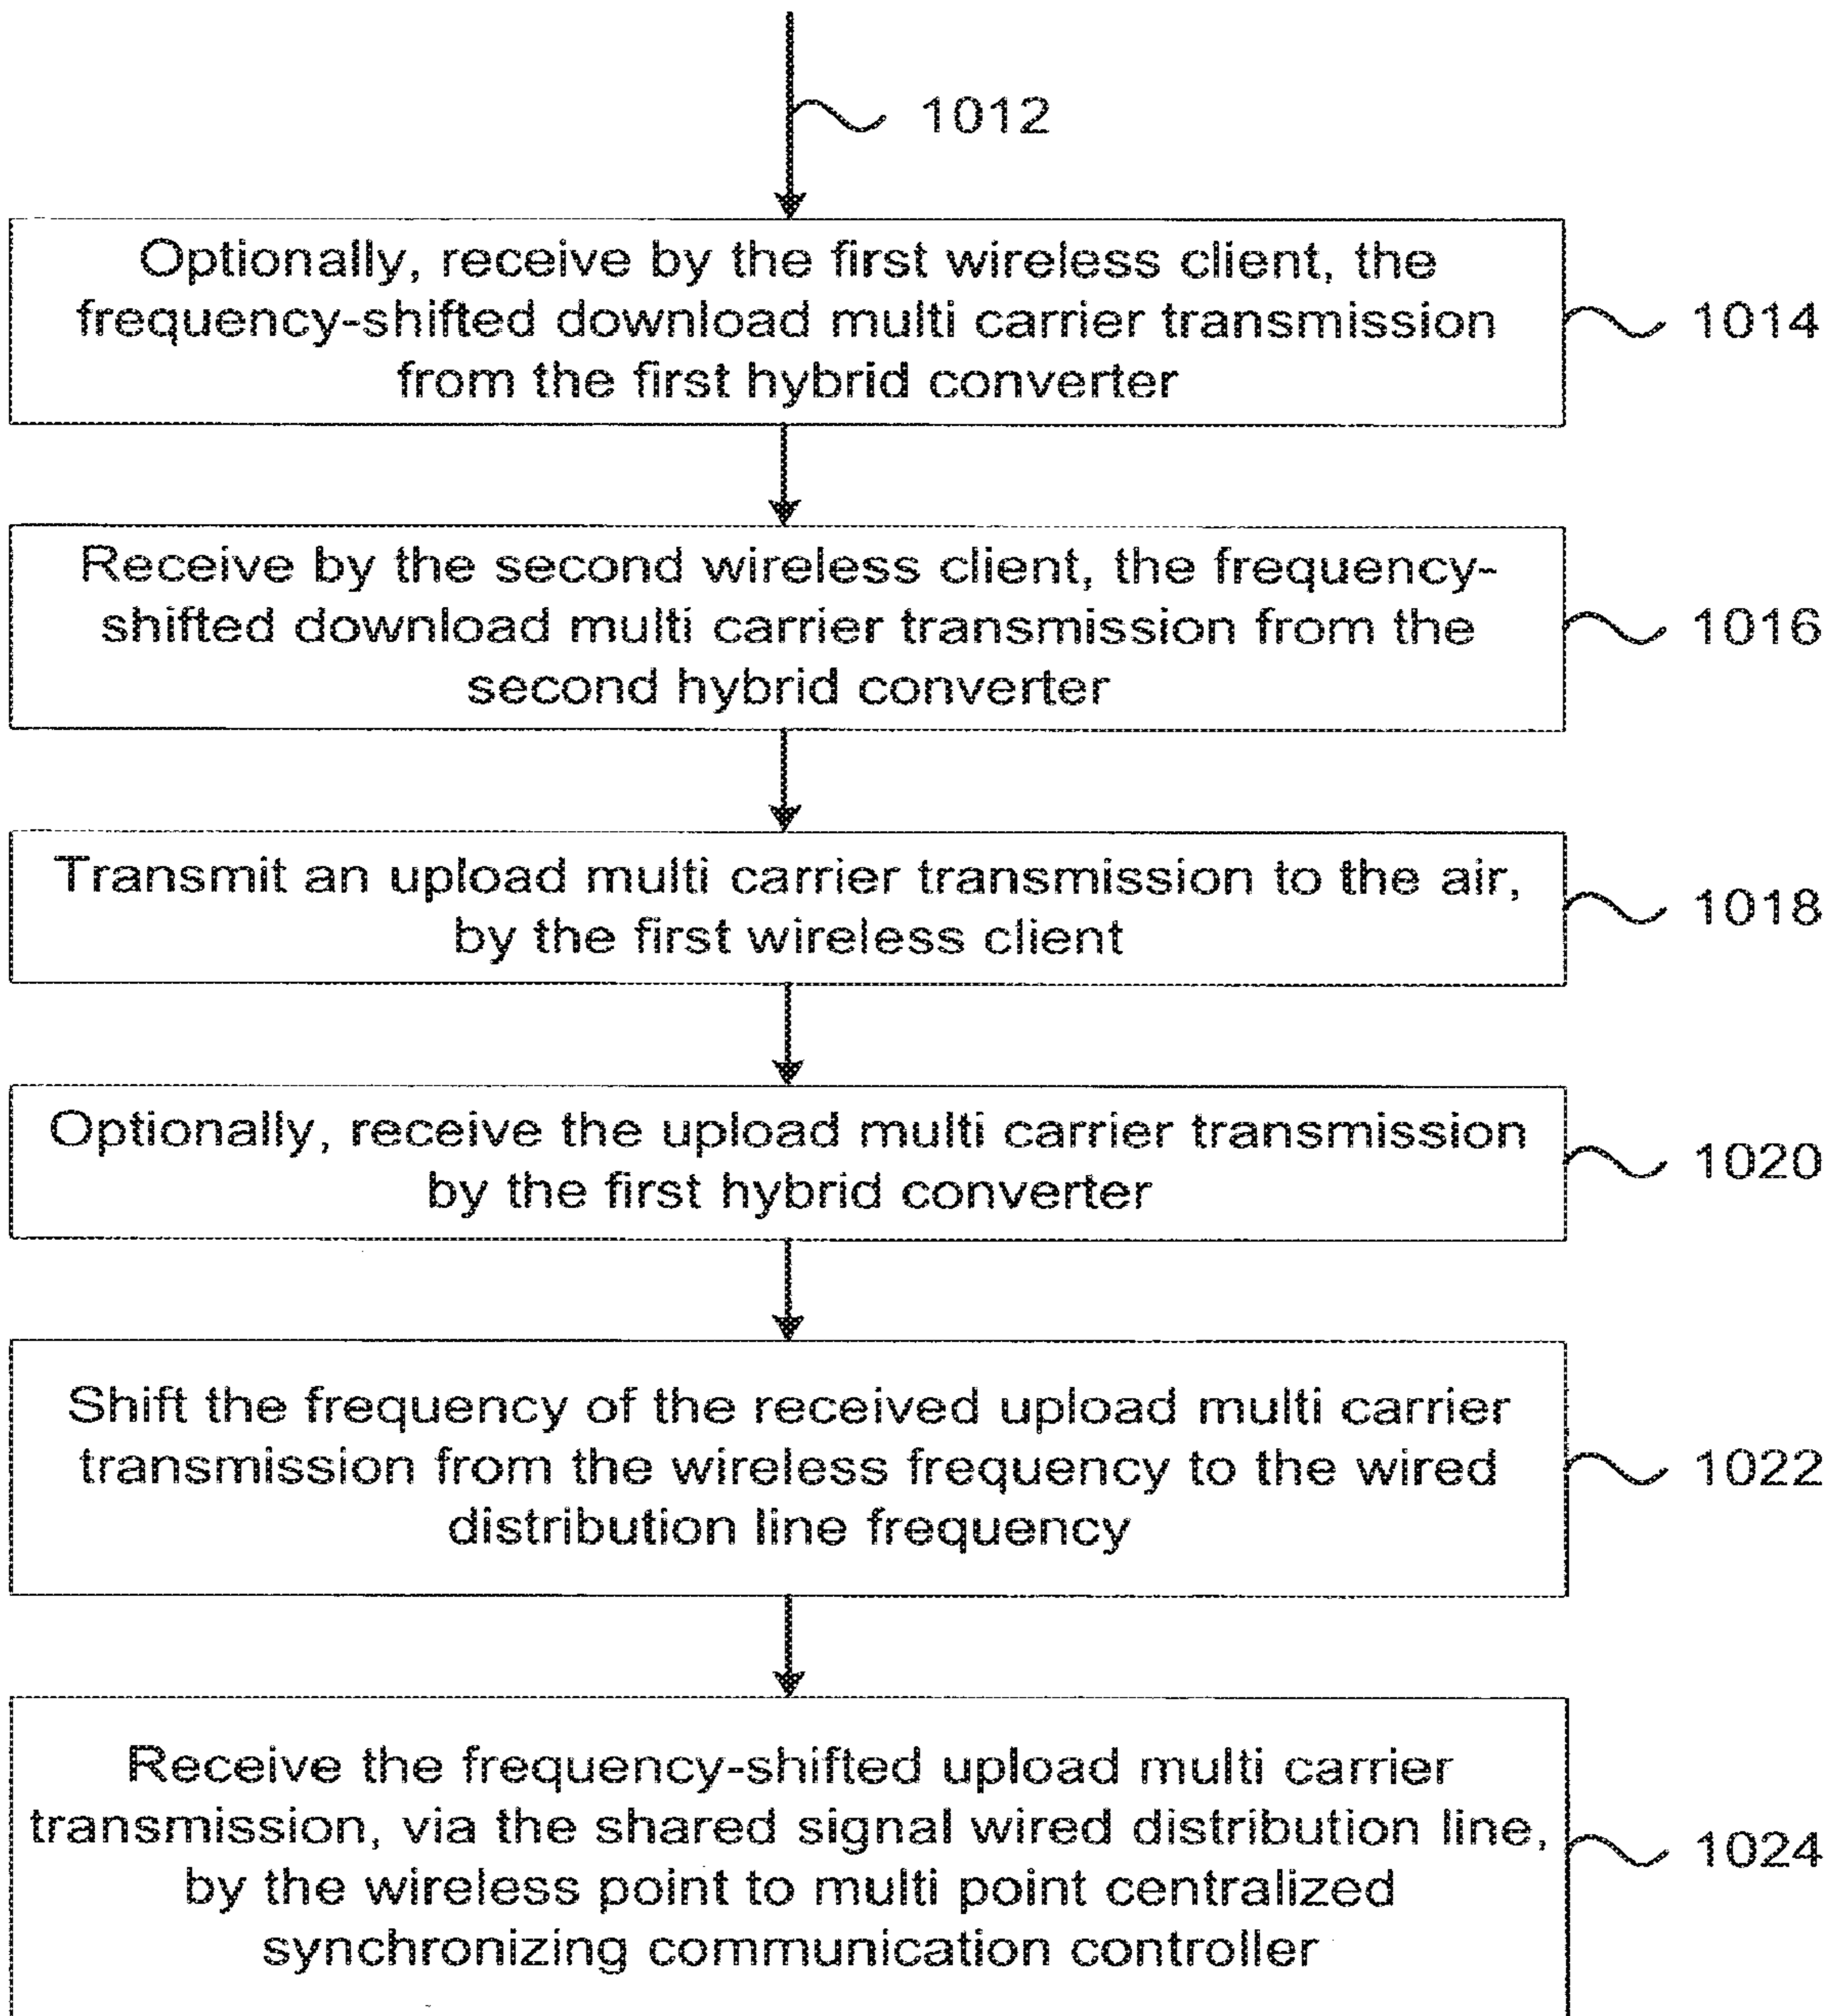 1012
Optionally, receive by the first wireless client, the
frequency-shifted download multi carrier transmission
from the first hybrid converter
1014
Receive by the second wireless client, the frequency-
shifted download multi carrier transmission from the
second hybrid converter
1016
Transmit an upload multi carrier transmission to the air,
by the first wireless client
1018
Optionally, receive the upload multi carrier transmission
by the first hybrid converter
1020
Shift the frequency of the received upload multi carrier
transmission from the wireless frequency to the wired
distribution line frequency
1022
Receive the frequency-shifted upload multi carrier
transmission, via the shared signal wired distribution line,
by the wireless point to multi point centralized
synchronizing communication controller
1024